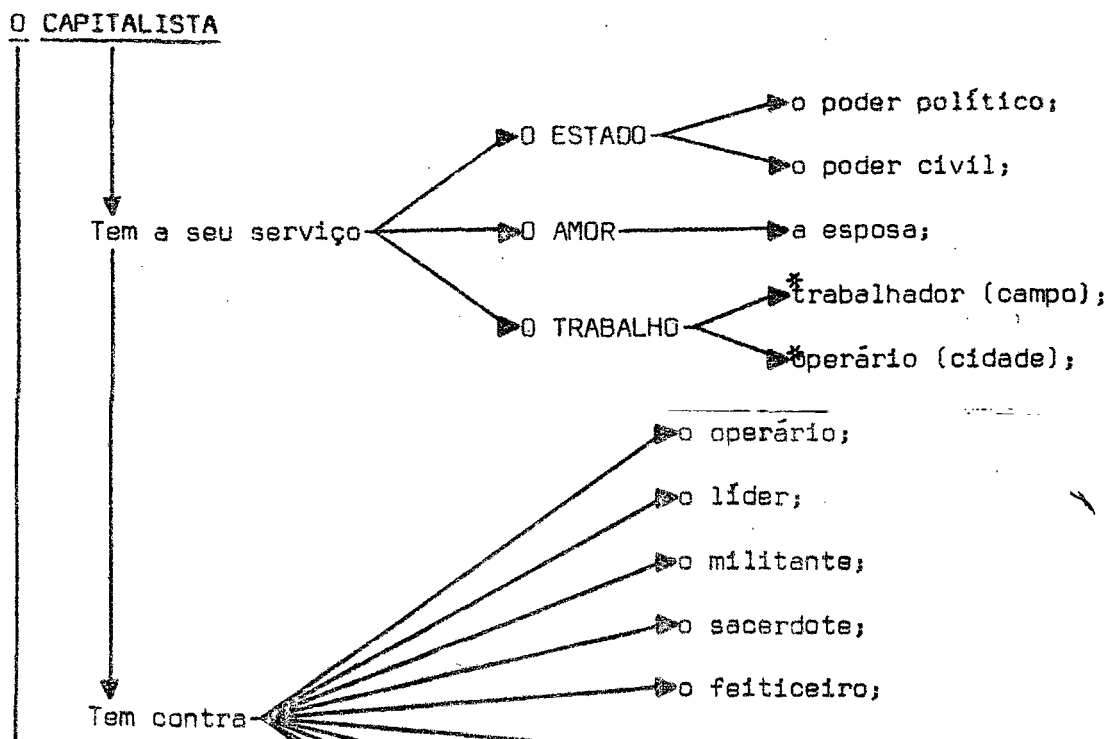 O CAPITALISTA
o poder político;
O ESTADO
o poder civil;
Tem a seu serviço
O AMOR
a esposa;
*trabalhador (campo);
O TRABALHO
*operário (cidade);
o operário;
o líder;
o militante;
o sacerdote;
o feiticeiro;
Tem contra